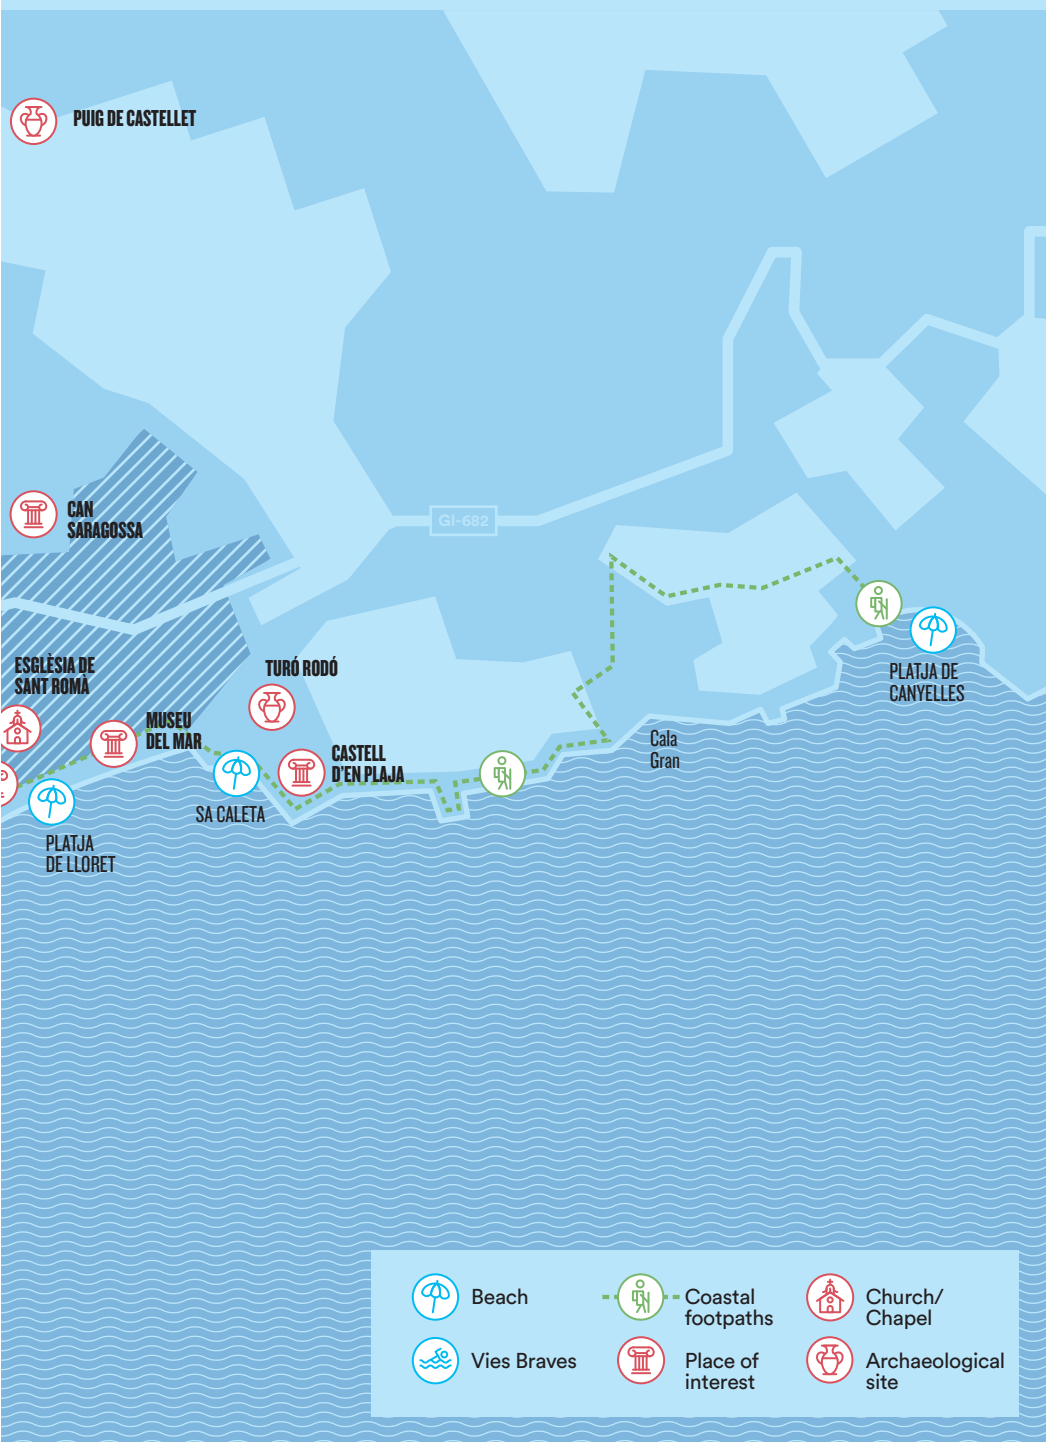 PUIG DE CASTELLET
CAN
SARAGOSSA
GI-682
ESGLÈSIA DE
SANT ROMÀ
TURÓ RODÓ
MUSEU
DEL MAR
CASTELL
D'EN PLAJA
SA CALETA
PLATJA
DE LLORET
Cala
Gran
PLATJA DE
CANYELLES
Beach
Coastal
footpaths
Church/
Chapel
Vies Braves
Place of
interest
Archaeological
site